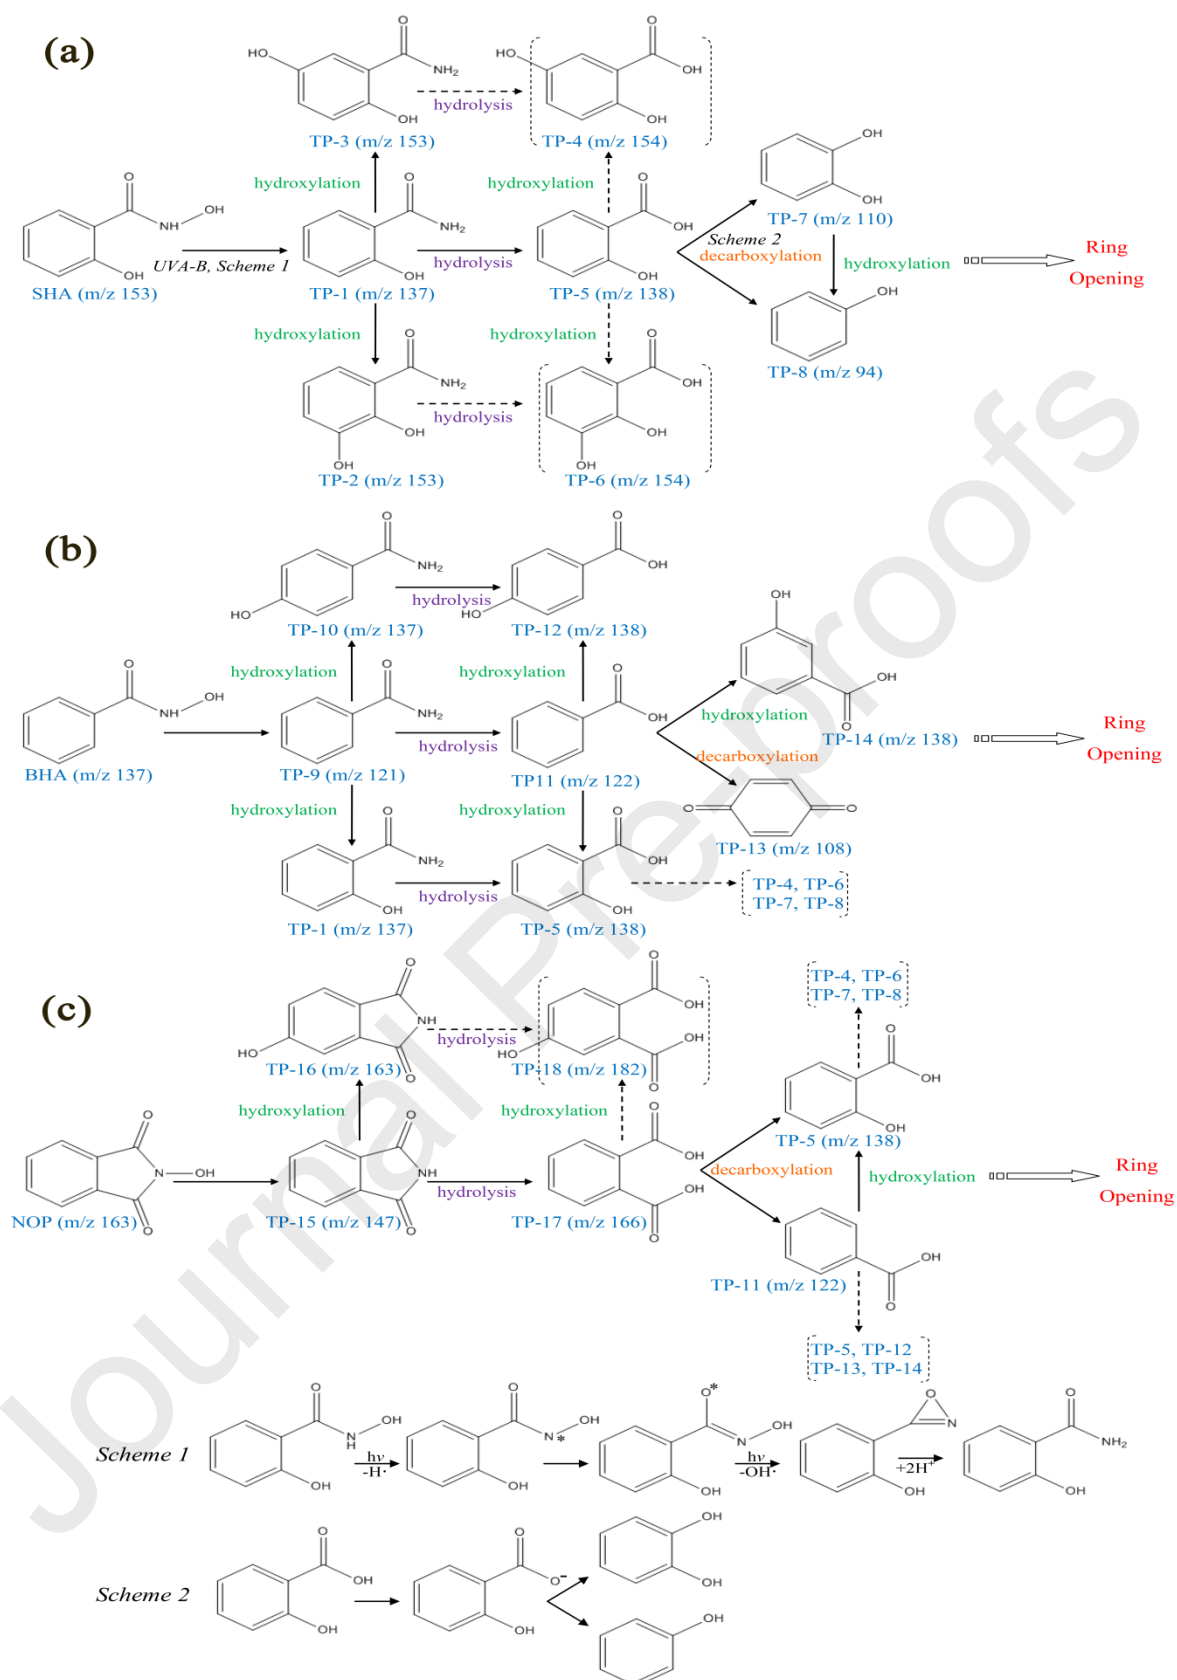 (a)
HO
O
NH₂
OH
TP-3 (m/z 153)
hydrolysis
HO
O
OH
OH
TP-4 (m/z 154)
hydroxylation
hydroxylation
OH
OH
TP-7 (m/z 110)
O
OH
NH
OH
SHA (m/z 153)
UVA-B, Scheme 1
O
NH₂
OH
TP-1 (m/z 137)
hydrolysis
O
OH
OH
TP-5 (m/z 138)
Scheme 2
decarboxylation
hydroxylation
Ring
Opening
OH
TP-8 (m/z 94)
hydroxylation
hydroxylation
O
NH₂
OH
OH
TP-2 (m/z 153)
hydrolysis
O
OH
OH
OH
TP-6 (m/z 154)
(b)
O
NH₂
HO
TP-10 (m/z 137)
hydrolysis
O
OH
HO
TP-12 (m/z 138)
hydroxylation
hydroxylation
HO
OH
O
TP-14 (m/z 138)
O
OH
NH
BHA (m/z 137)
O
NH₂
TP-9 (m/z 121)
hydrolysis
O
OH
TP11 (m/z 122)
hydroxylation
decarboxylation
Ring
Opening
O
O
TP-13 (m/z 108)
hydroxylation
hydroxylation
O
NH₂
OH
TP-1 (m/z 137)
hydrolysis
O
OH
OH
TP-5 (m/z 138)
TP-4, TP-6
TP-7, TP-8
(c)
O
NH
O
HO
TP-16 (m/z 163)
hydrolysis
O
OH
OH
O
HO
TP-18 (m/z 182)
TP-4, TP-6
TP-7, TP-8
hydroxylation
hydroxylation
O
OH
OH
TP-5 (m/z 138)
O
N
OH
O
NOP (m/z 163)
O
NH
O
TP-15 (m/z 147)
hydrolysis
O
OH
OH
O
TP-17 (m/z 166)
decarboxylation
hydroxylation
Ring
Opening
OH
O
TP-11 (m/z 122)
TP-5, TP-12
TP-13, TP-14
Scheme 1
O
OH
N
H
OH
hν
-H·
O
OH
N
*
OH
O*
OH
N
OH
hν
-OH·
O
N
OH
+2H⁺
O
NH₂
OH
Scheme 2
O
OH
OH
O
O⁻
OH
OH
OH
OH
Journal Pre-proofs